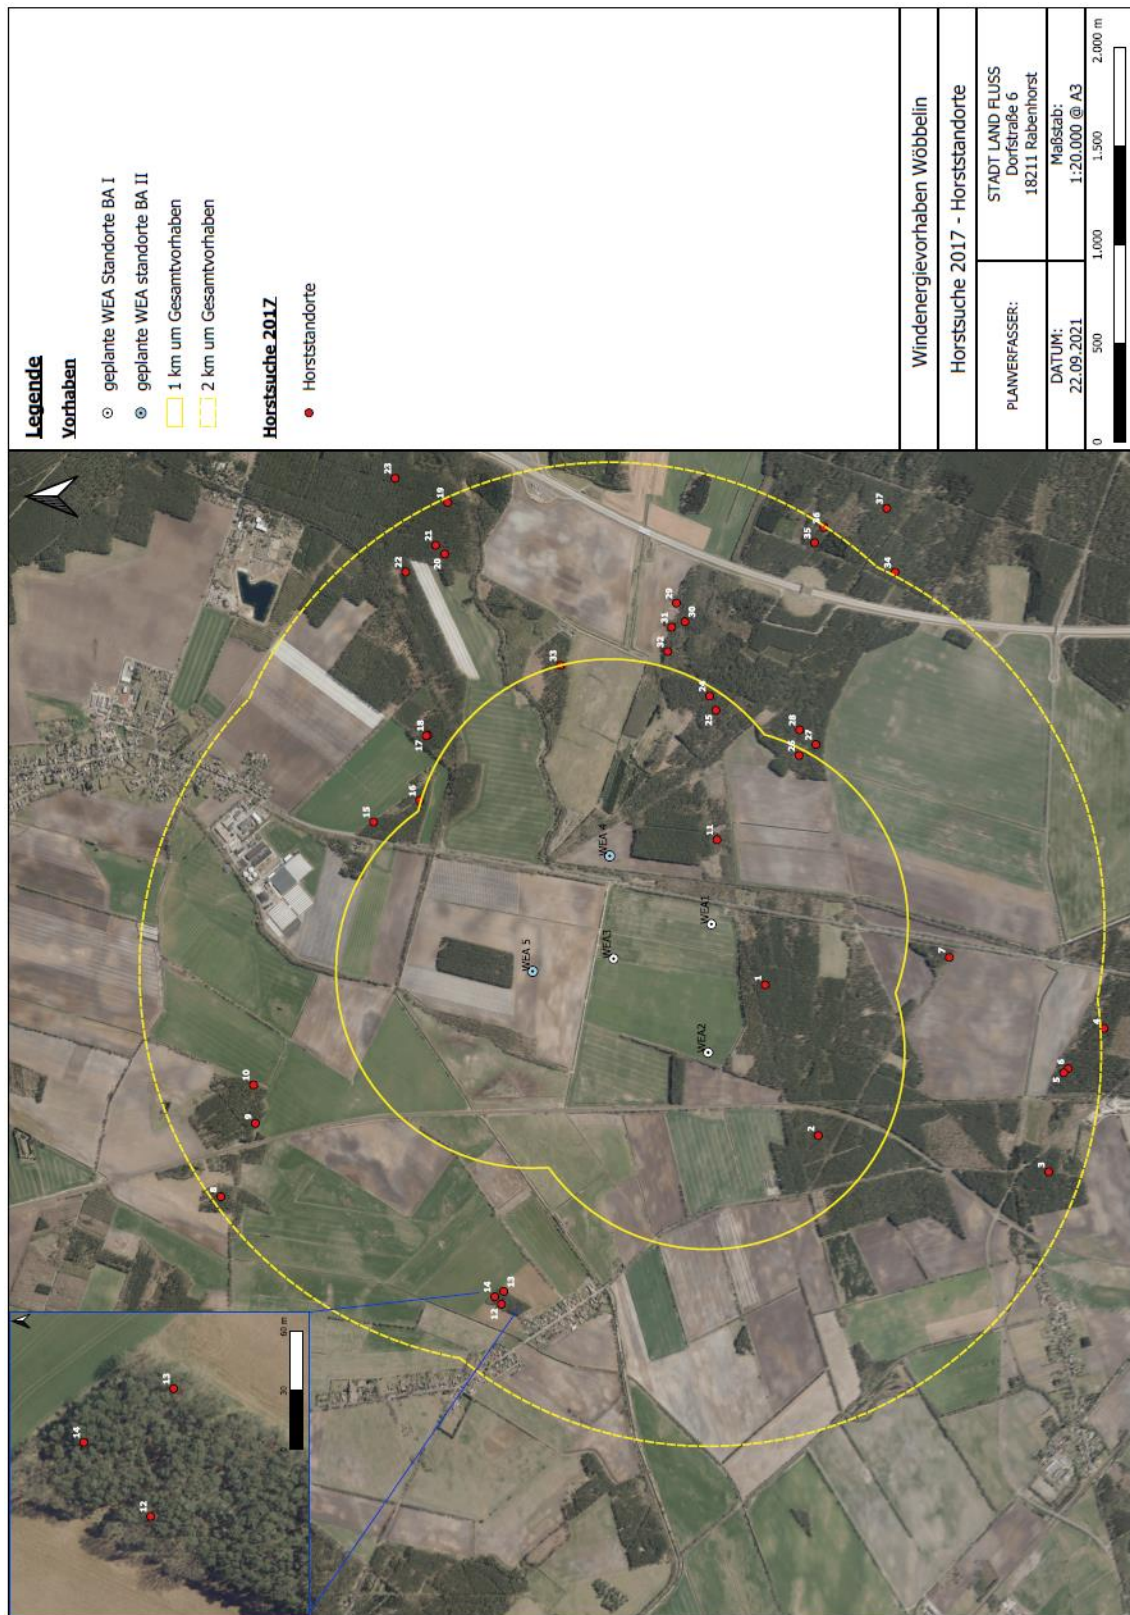 Legende
Vorhaben
geplante WEA Standorte BA I
geplante WEA standorte BA II
1 km um Gesamtvorhaben
2 km um Gesamtvorhaben
Horstsuche 2017
Horststandorte
Windenergievorhaben Wöbbelin
Horstsuche 2017 - Horststandorte
PLANVERFASSER:
STADT LAND FLUSS
Dorfstraße 6
18211 Rabenhorst
DATUM:
22.09.2021
Maßstab:
1:20.000 @ A3
0 500 1.000 1.500 2.000 m
14
12
13
0 30 60 m
8
9
10
14
12
13
15
16
17
18
22
21
20
19
23
WEA 5
WEA 4
WEA3
WEA2
WEA1
33
32
31
29
30
24
25
11
1
2
26
28
27
35
36
34
37
7
3
5
6
4